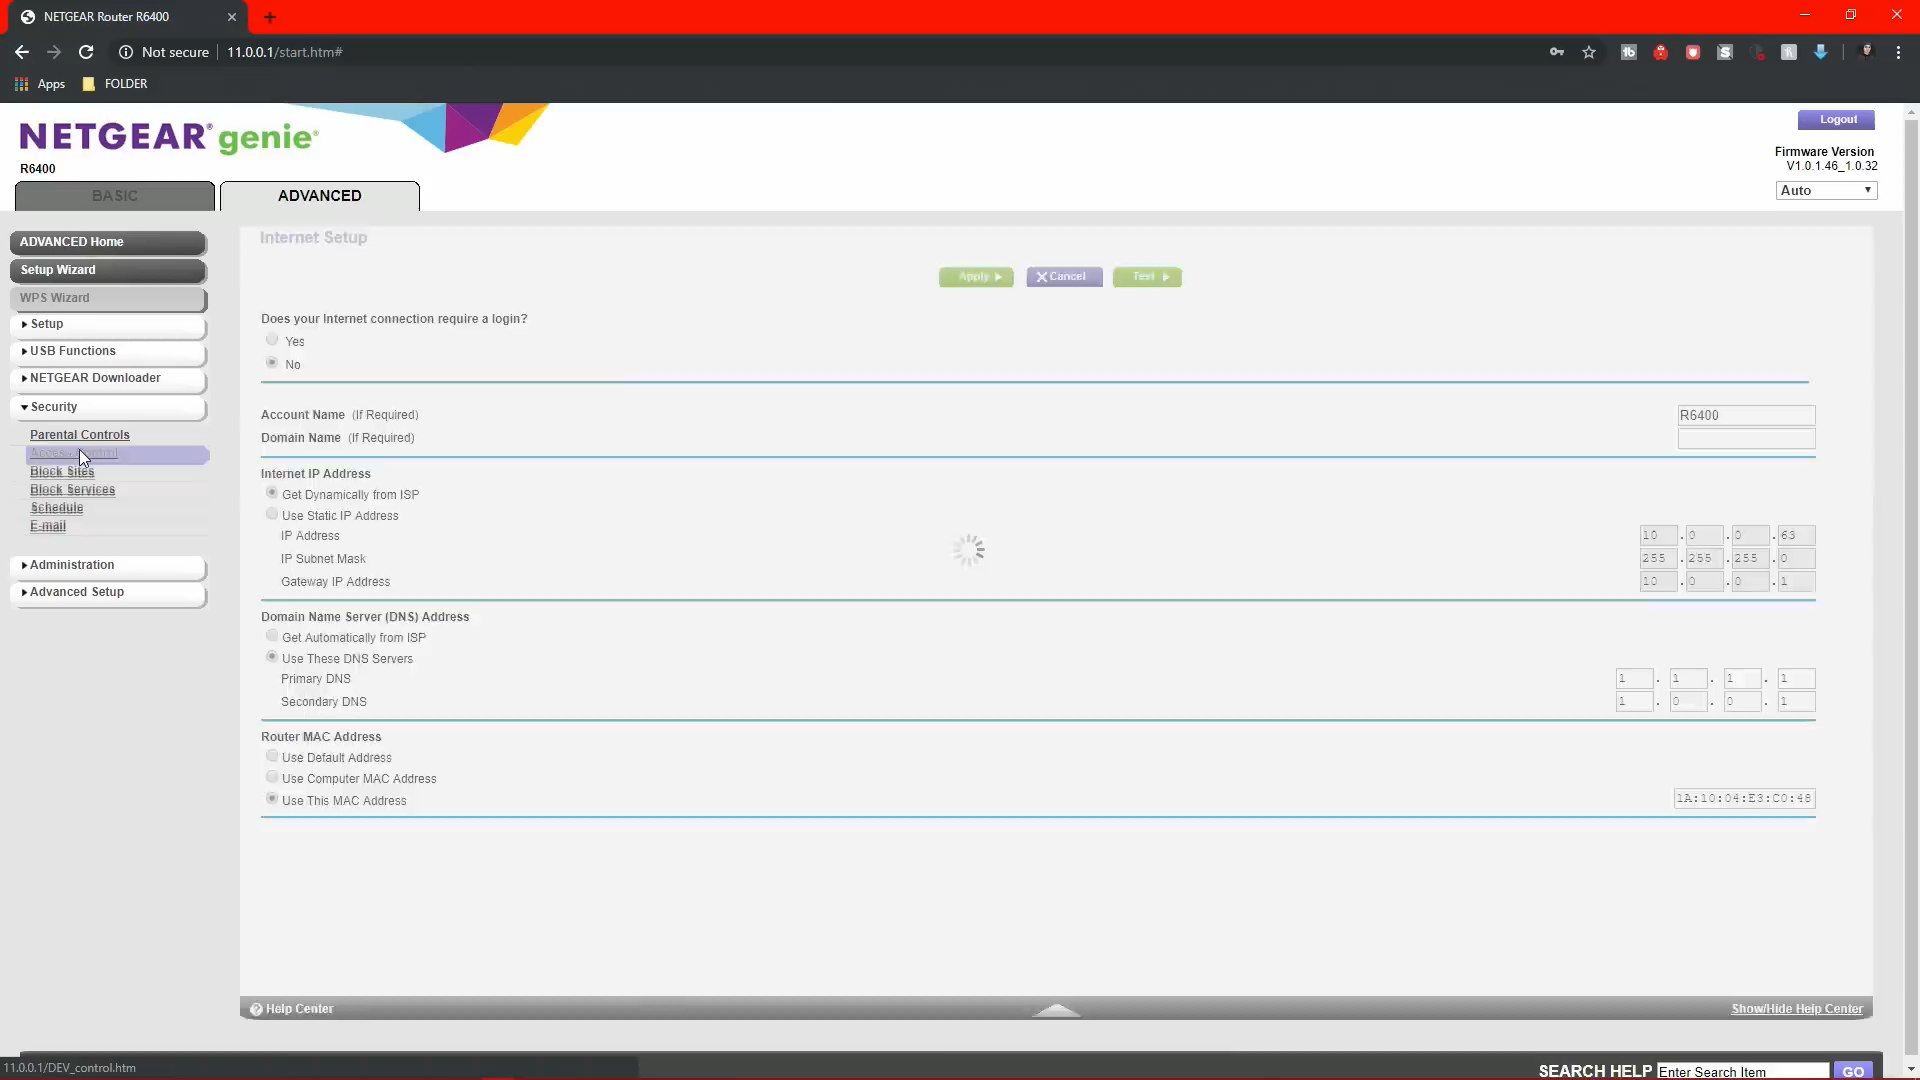 NETGEAR Router R6400
Not secure 11.0.0.1/start.htm#
Apps FOLDER
NETGEAR® genie®
Logout
Firmware Version
V1.0.1.46_1.0.32
R6400
Auto
BASIC
ADVANCED
ADVANCED Home
Setup Wizard
WPS Wizard
Setup
USB Functions
NETGEAR Downloader
Security
Parental Controls
Access Control
Block Sites
Block Services
Schedule
E-mail
Administration
Advanced Setup
Internet Setup
Apply
Cancel
Test
Does your Internet connection require a login?
Yes
No
Account Name (If Required) R6400
Domain Name (If Required)
Internet IP Address
Get Dynamically from ISP
Use Static IP Address
IP Address 10 . 0 . 0 . 63
IP Subnet Mask 255 . 255 . 255 . 0
Gateway IP Address 10 . 0 . 0 . 1
Domain Name Server (DNS) Address
Get Automatically from ISP
Use These DNS Servers
Primary DNS 1 . 1 . 1 . 1
Secondary DNS 1 . 0 . 0 . 1
Router MAC Address
Use Default Address
Use Computer MAC Address
Use This MAC Address 1A:10:04:E3:C0:48
Help Center
Show/Hide Help Center
11.0.0.1/DEV_control.htm
SEARCH HELP Enter Search Item GO